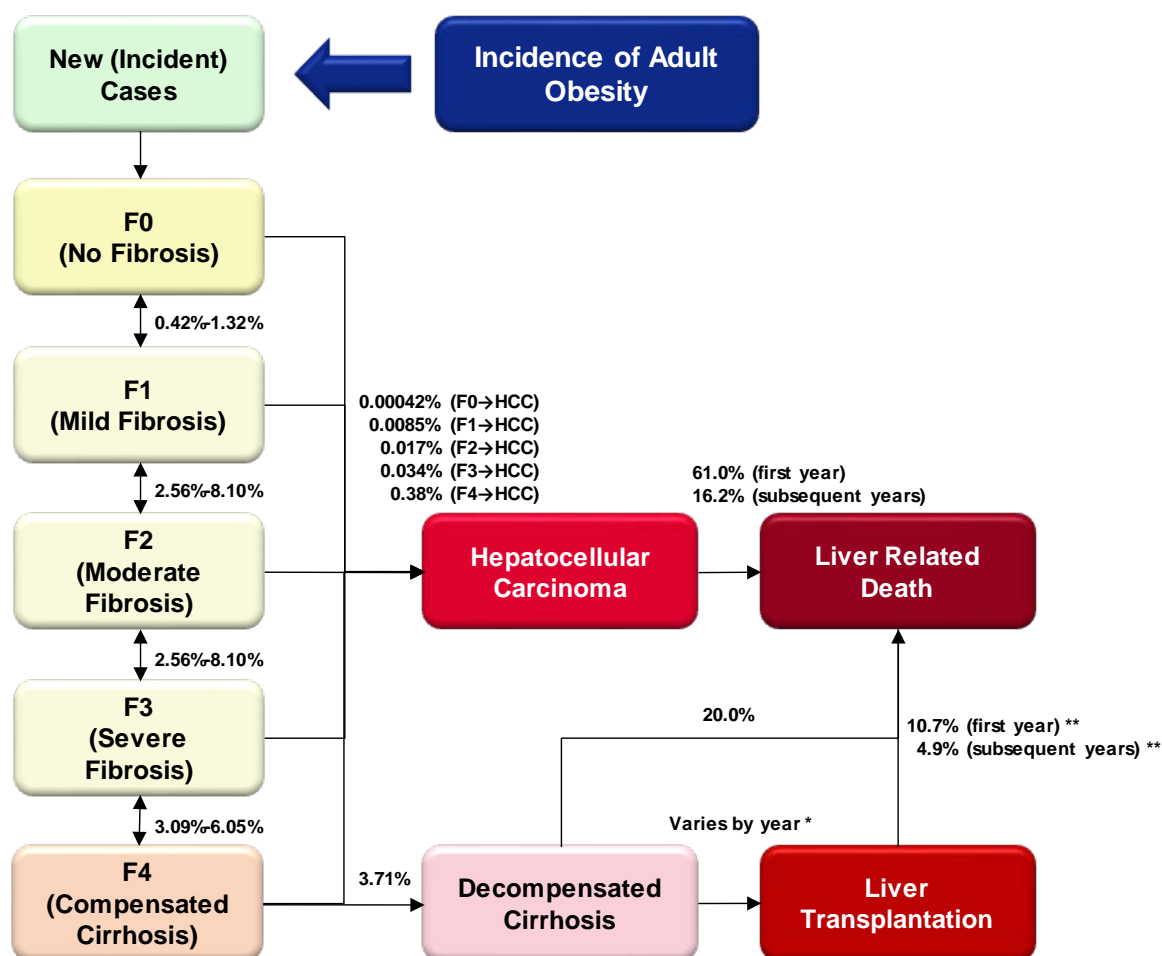 New (Incident)
Cases
Incidence of Adult
Obesity
F0
(No Fibrosis)
0.42%-1.32%
F1
(Mild Fibrosis)
0.00042% (F0→HCC)
0.0085% (F1→HCC)
0.017% (F2→HCC)
0.034% (F3→HCC)
0.38% (F4→HCC)
61.0% (first year)
16.2% (subsequent years)
2.56%-8.10%
F2
(Moderate
Fibrosis)
Hepatocellular
Carcinoma
Liver Related
Death
2.56%-8.10%
F3
(Severe
Fibrosis)
20.0%
10.7% (first year) **
4.9% (subsequent years) **
3.09%-6.05%
Varies by year *
F4
(Compensated
Cirrhosis)
3.71%
Decompensated
Cirrhosis
Liver
Transplantation